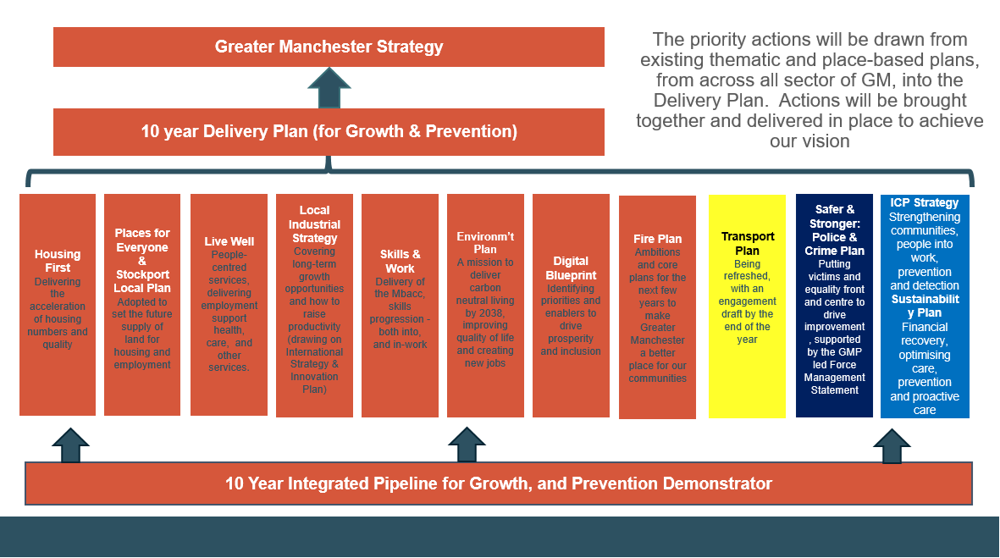 Greater Manchester Strategy
The priority actions will be drawn from
existing thematic and place-based plans,
from across all sector of GM, into the
Delivery Plan.  Actions will be brought
together and delivered in place to achieve
our vision
10 year Delivery Plan (for Growth & Prevention)
Housing
First
Delivering
the
acceleration
of housing
numbers and
quality
Places for
Everyone
&
Stockport
Local Plan
Adopted to
set the future
supply of
land for
housing and
employment
Live Well
People-
centred
services,
delivering
employment
support
health,
care,  and
other
services.
Local
Industrial
Strategy
Covering
long-term
growth
opportunities
and how to
raise
productivity
(drawing on
International
Strategy &
Innovation
Plan)
Skills &
Work
Delivery of
the Mbacc,
skills
progression -
both into,
and in-work
Environm't
Plan
A mission to
deliver
carbon
neutral living
by 2038,
improving
quality of life
and creating
new jobs
Digital
Blueprint
Identifying
priorities and
enablers to
drive
prosperity
and inclusion
Fire Plan
Ambitions
and core
plans for the
next few
years to
make
Greater
Manchester
a better
place for our
communities
Transport
Plan
Being
refreshed,
with an
engagement
draft by the
end of the
year
Safer &
Stronger:
Police &
Crime Plan
Putting
victims and
equality front
and centre to
drive
improvement
, supported
by the GMP
led Force
Management
Statement
ICP Strategy
Strengthening
communities,
people into
work,
prevention
and detection
Sustainabilit
y Plan
Financial
recovery,
optimising
care,
prevention
and proactive
care
10 Year Integrated Pipeline for Growth, and Prevention Demonstrator